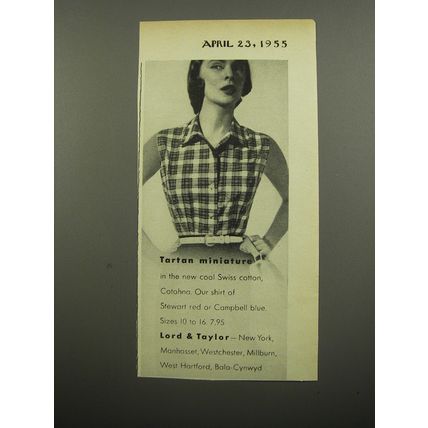 APRIL 23, 1955
Tartan miniature
in the new cool Swiss cotton,
Catahna. Our shirt of
Stewart red or Campbell blue.
Sizes 10 to 16. 7.95
Lord & Taylor — New York,
Manhasset, Westchester, Millburn,
West Hartford, Bala-Cynwyd